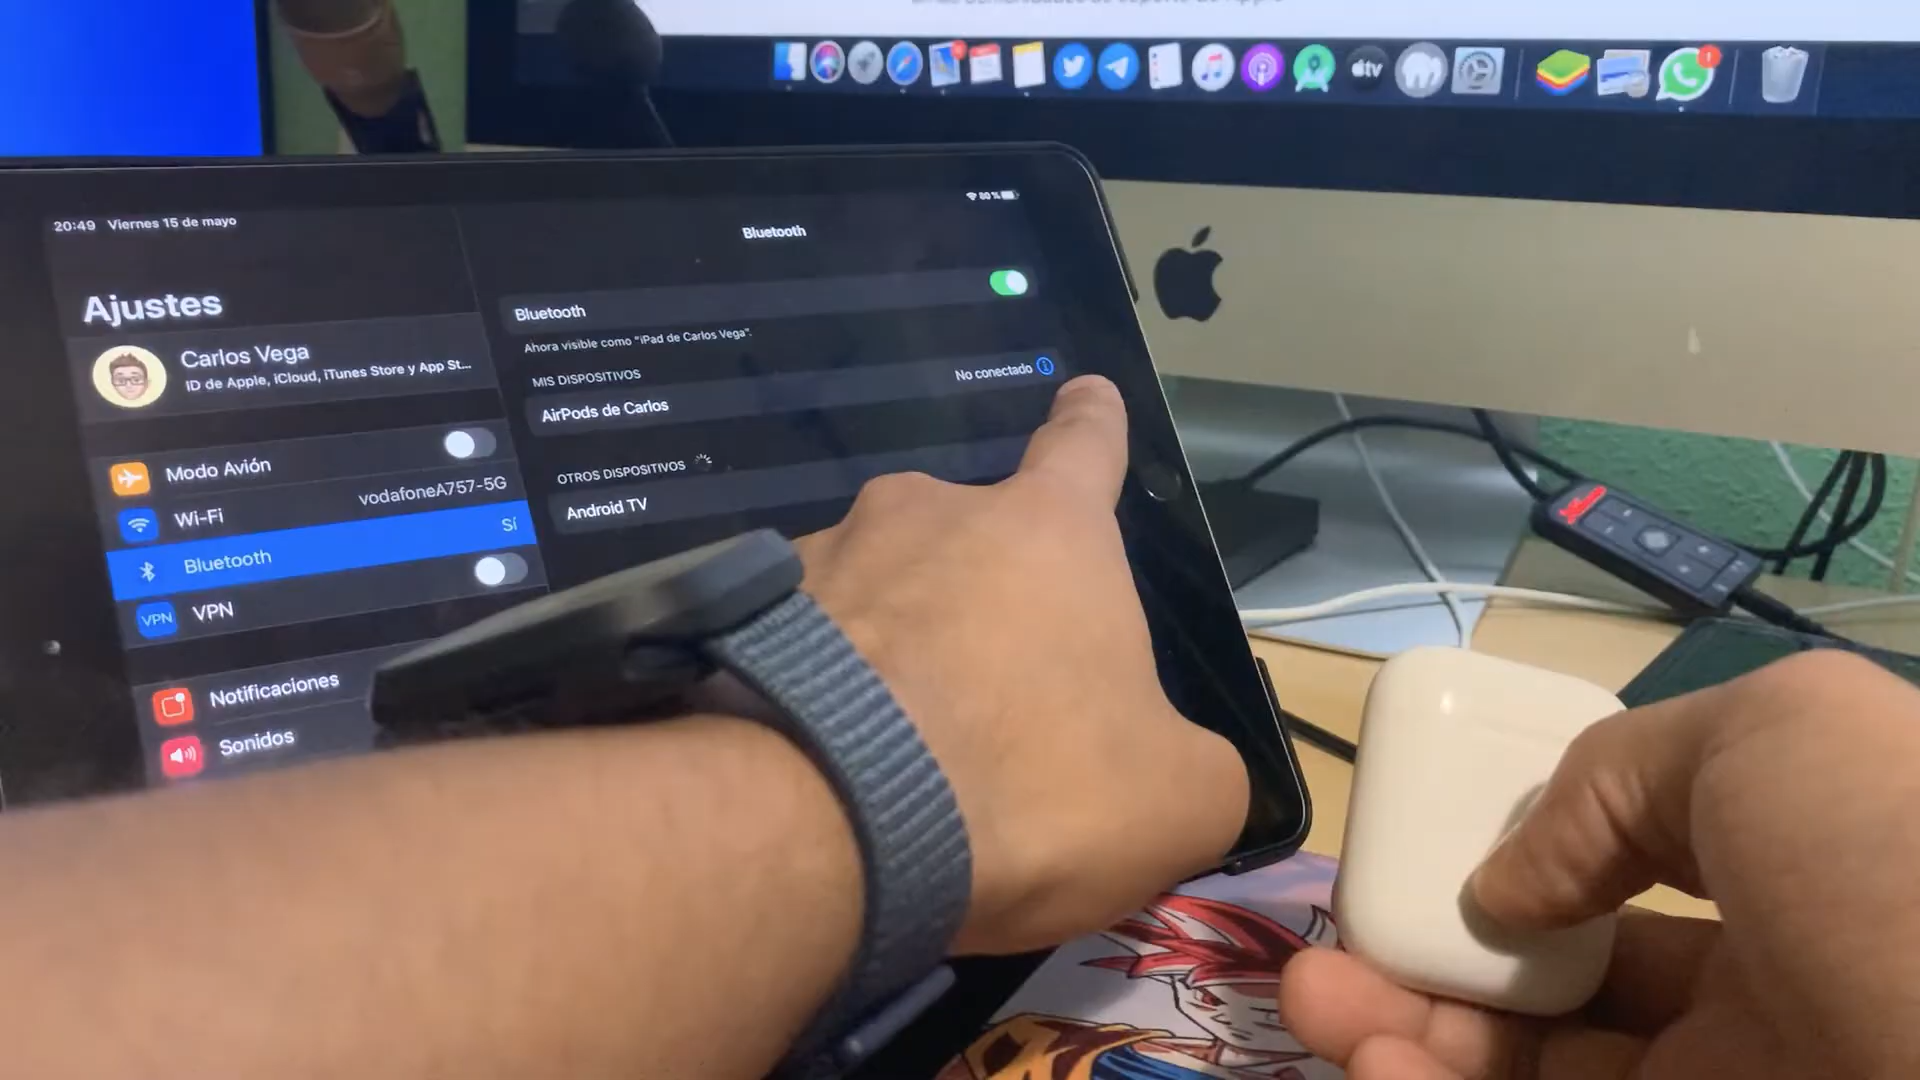 tv
20:49 Viernes 15 de mayo
80 %
Ajustes
Carlos Vega
ID de Apple, iCloud, iTunes Store y App St...
Modo Avión
Wi-Fi
vodafoneA757-5G
Bluetooth
Sí
VPN
VPN
Notificaciones
Sonidos
Bluetooth
Bluetooth
Ahora visible como “iPad de Carlos Vega”.
MIS DISPOSITIVOS
AirPods de Carlos
No conectado
OTROS DISPOSITIVOS
Android TV